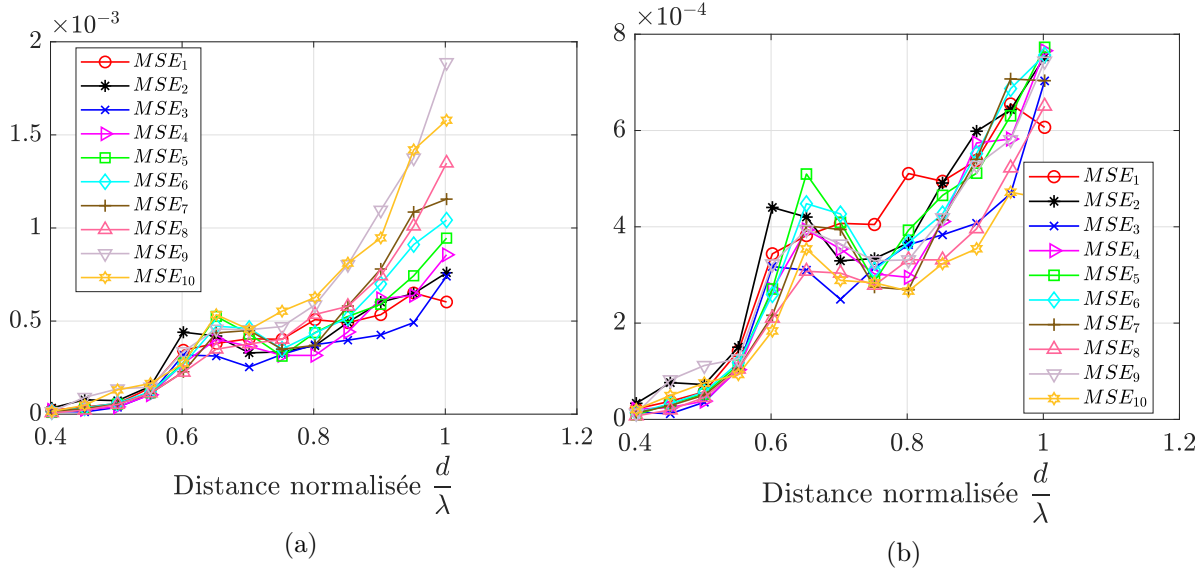 ×10⁻³
2
1.5
1
0.5
0
0.4
0.6
0.8
1
1.2
MSE₁
MSE₂
MSE₃
MSE₄
MSE₅
MSE₆
MSE₇
MSE₈
MSE₉
MSE₁₀
Distance normalisée d/λ
(a)
×10⁻⁴
8
6
4
2
0
0.4
0.6
0.8
1
1.2
MSE₁
MSE₂
MSE₃
MSE₄
MSE₅
MSE₆
MSE₇
MSE₈
MSE₉
MSE₁₀
Distance normalisée d/λ
(b)